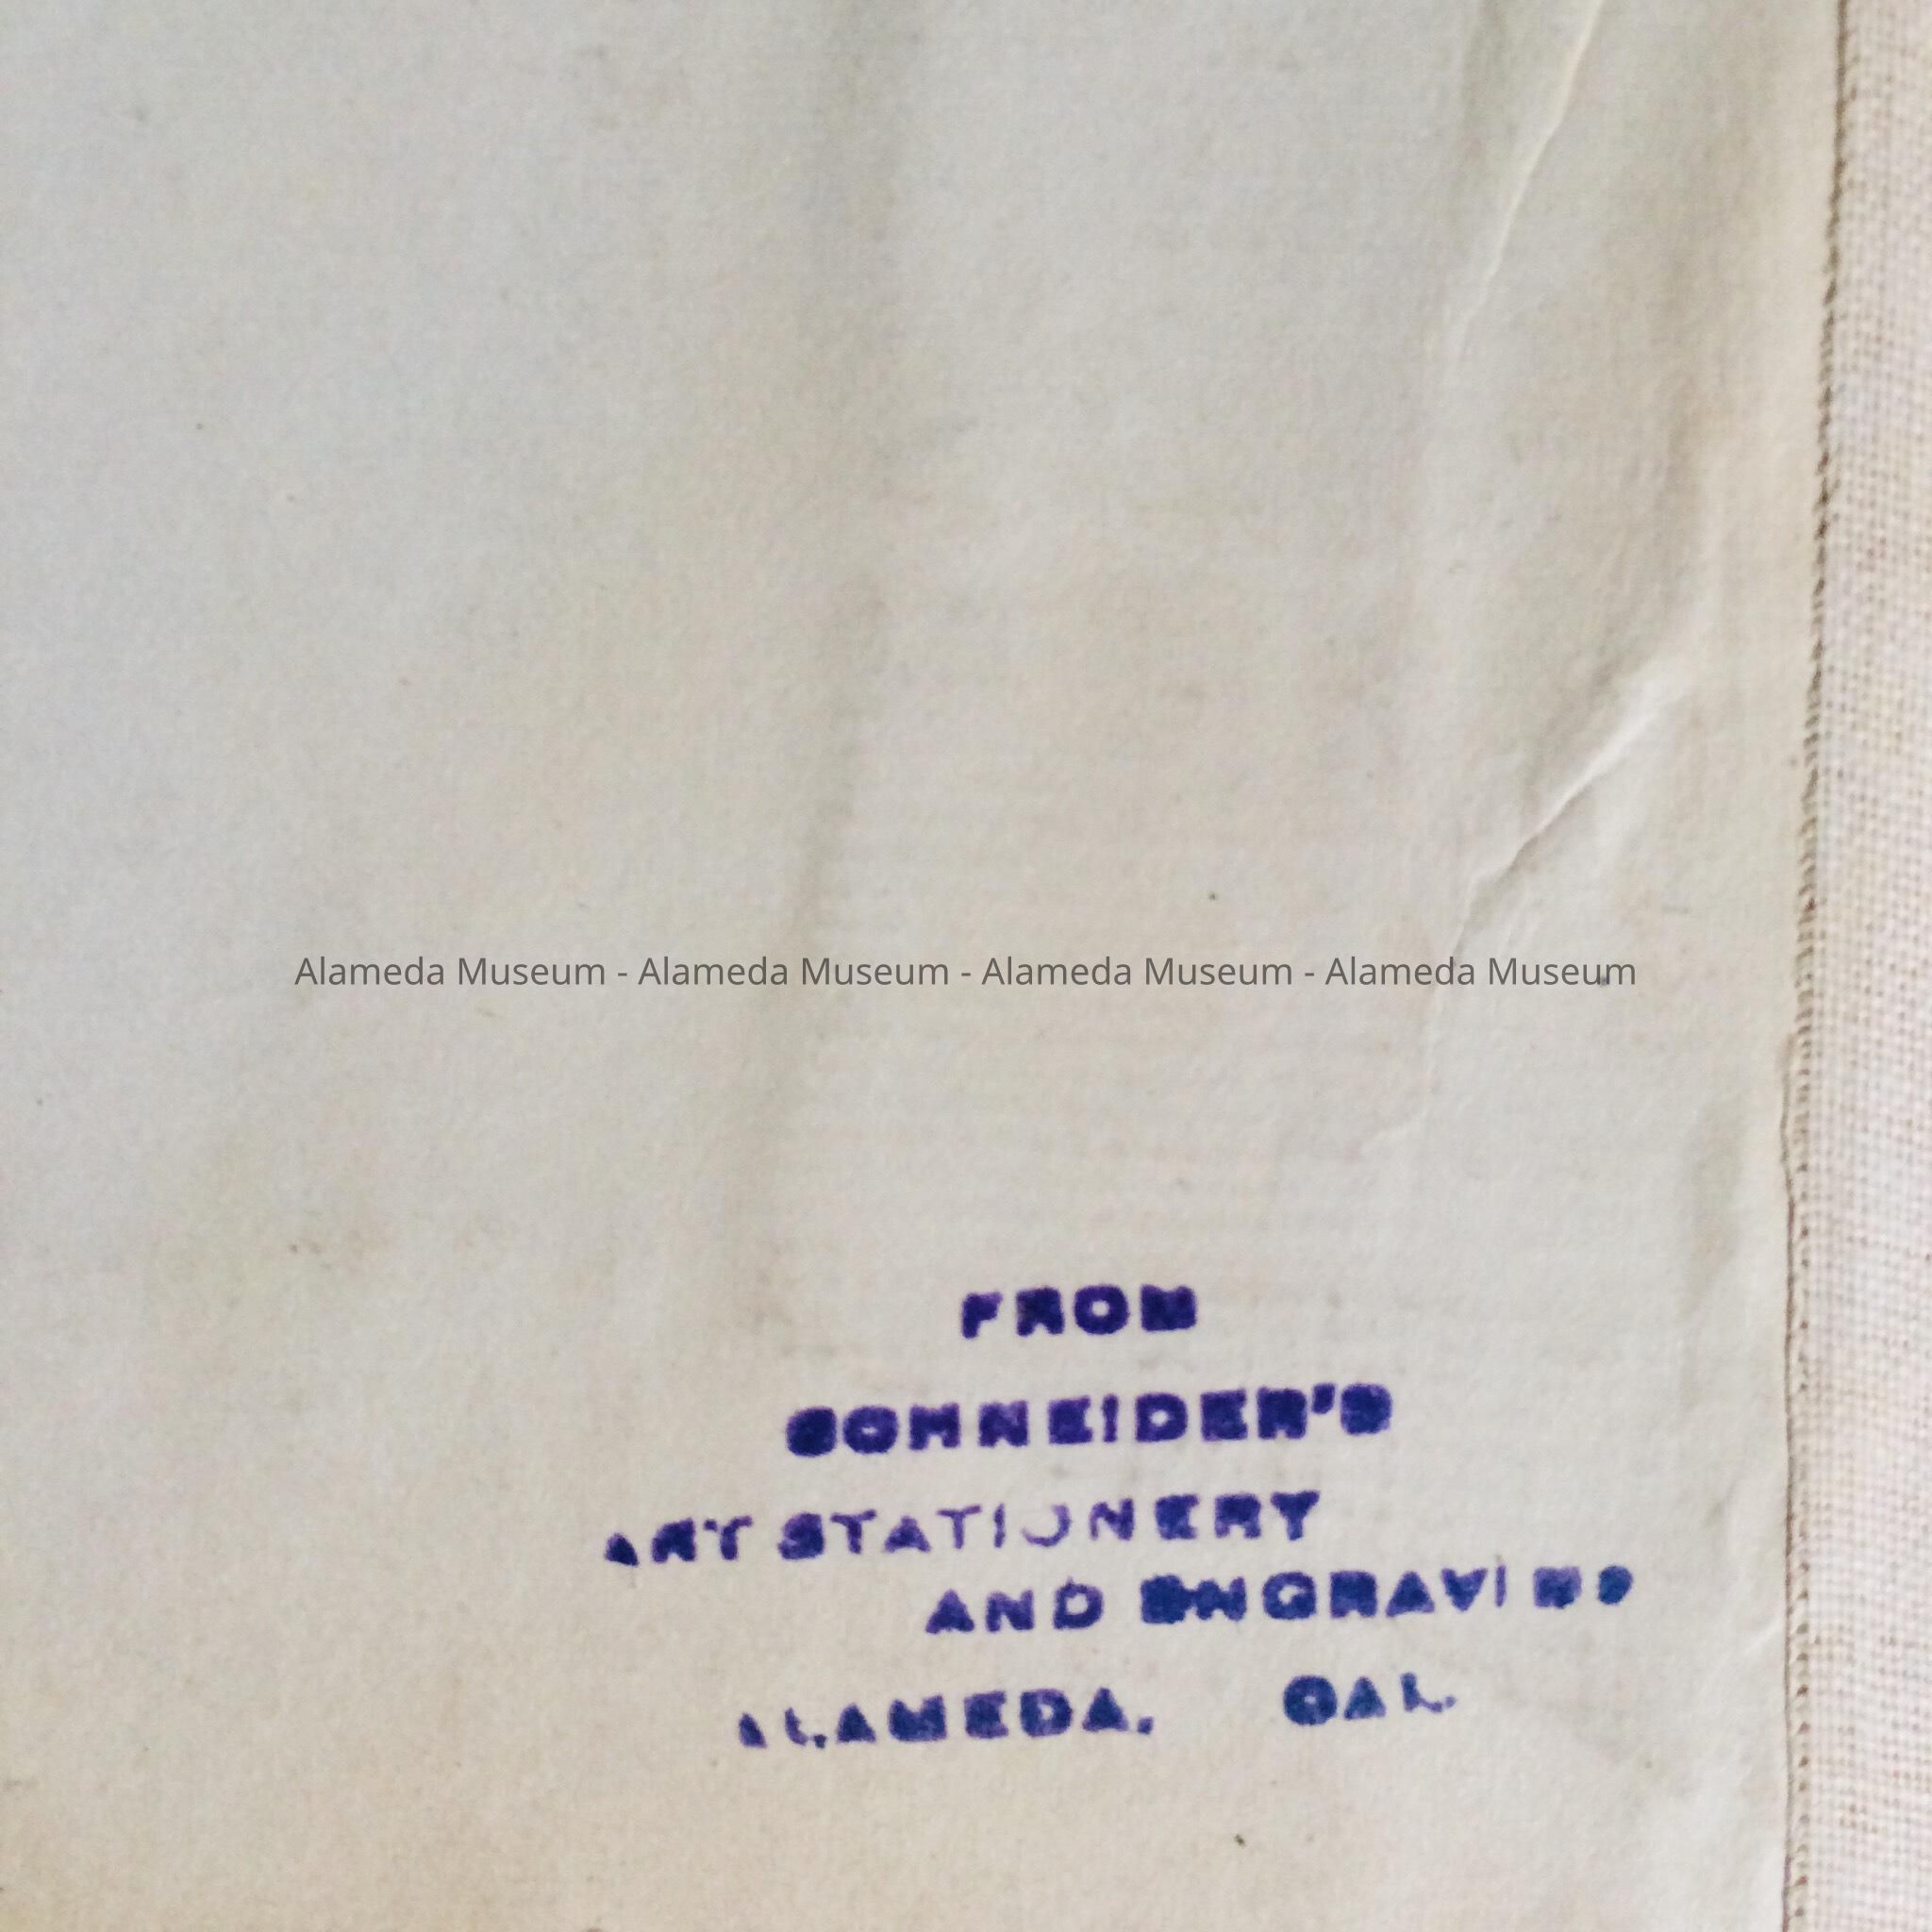 Alameda Museum - Alameda Museum - Alameda Museum - Alameda Museum
FROM
SCHNEIDER'S
ART STATIONERY
AND ENGRAVING
ALAMEDA, CAL.